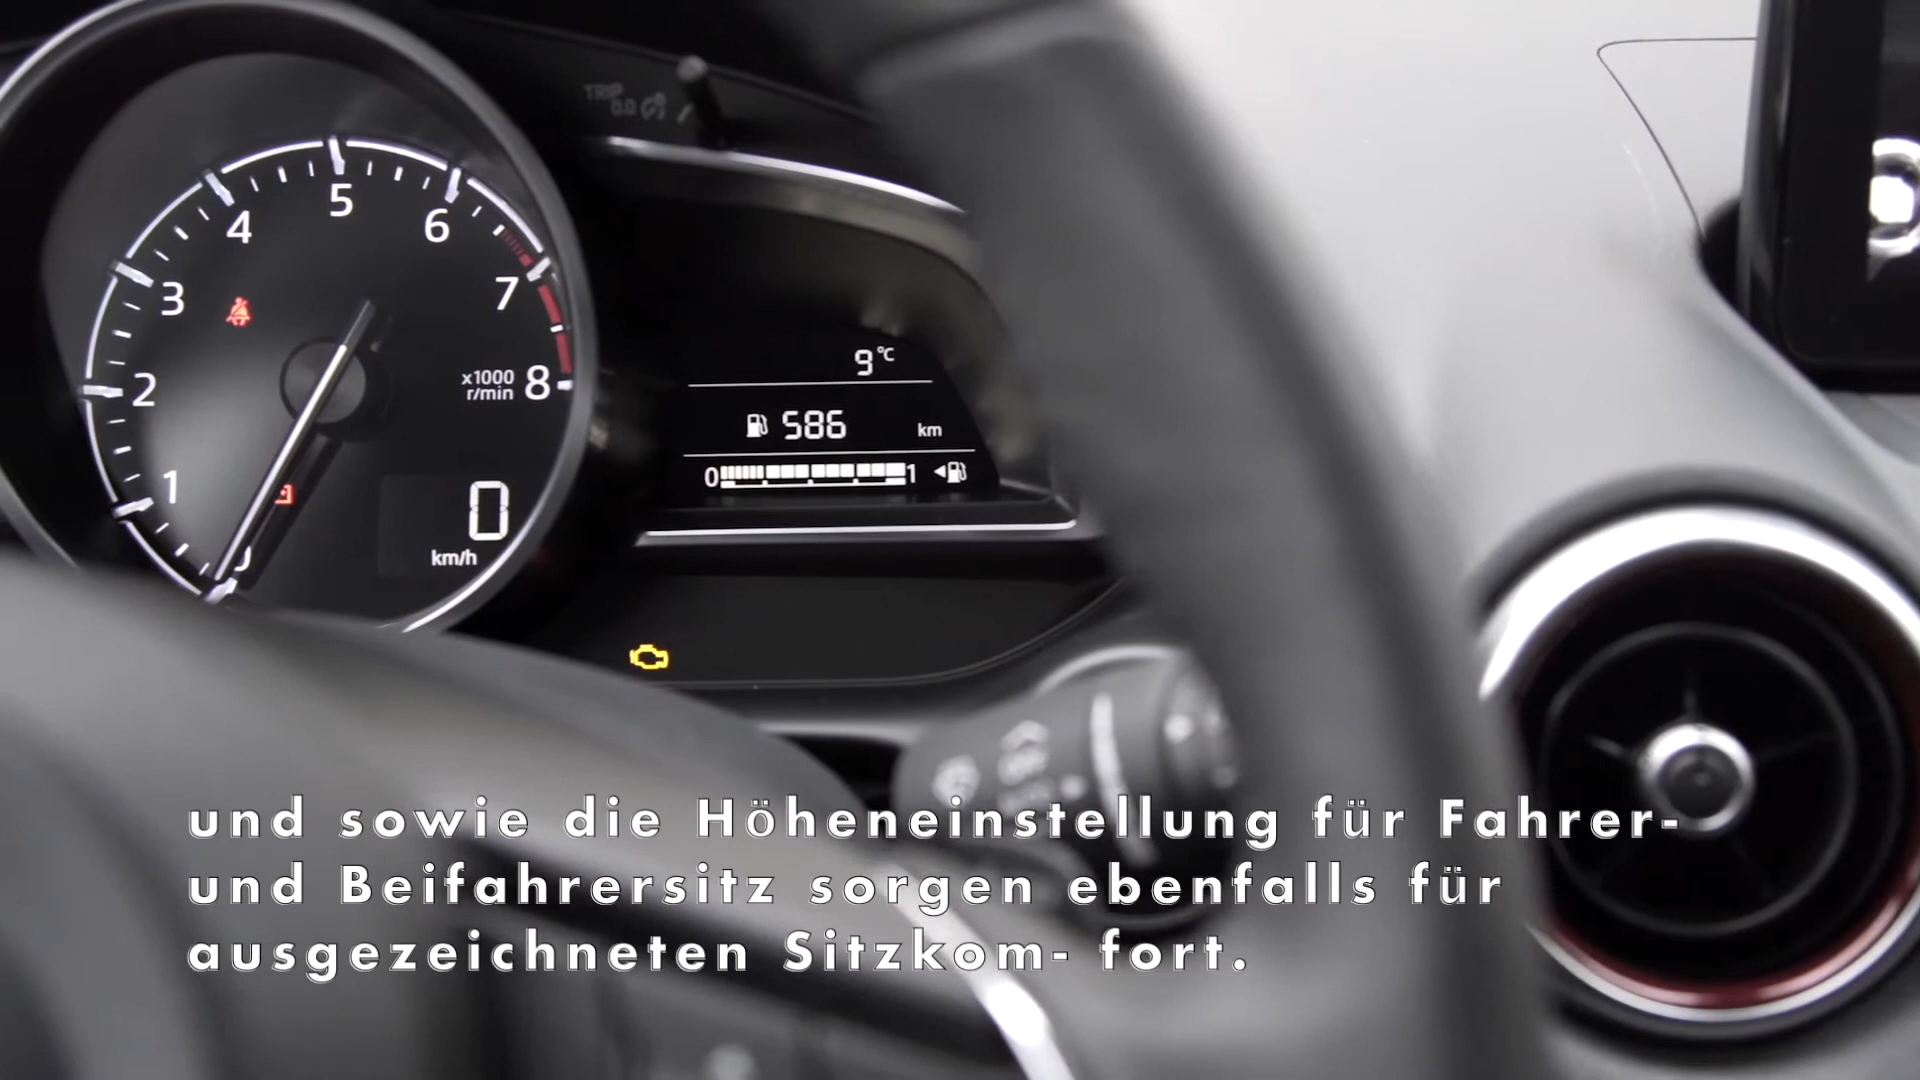 TRIP
5
4
6
3
7
2
x1000
r/min
8
1
0
km/h
9°C
586 km
0 1
und sowie die Höheneinstellung für Fahrer-
und Beifahrersitz sorgen ebenfalls für
ausgezeichneten Sitzkom- fort.